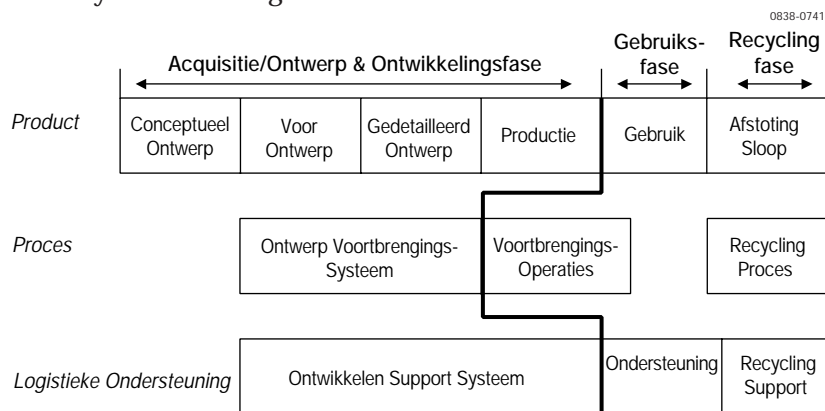 0838-0741
Acquisitie/Ontwerp & Ontwikkelingsfase
Gebruiks-
fase
Recycling
fase
Product
Conceptueel
Ontwerp
Voor
Ontwerp
Gedetailleerd
Ontwerp
Productie
Gebruik
Afstoting
Sloop
Proces
Ontwerp Voortbrengings-
Systeem
Voortbrengings-
Operaties
Recycling
Proces
Logistieke Ondersteuning
Ontwikkelen Support Systeem
Ondersteuning
Recycling
Support